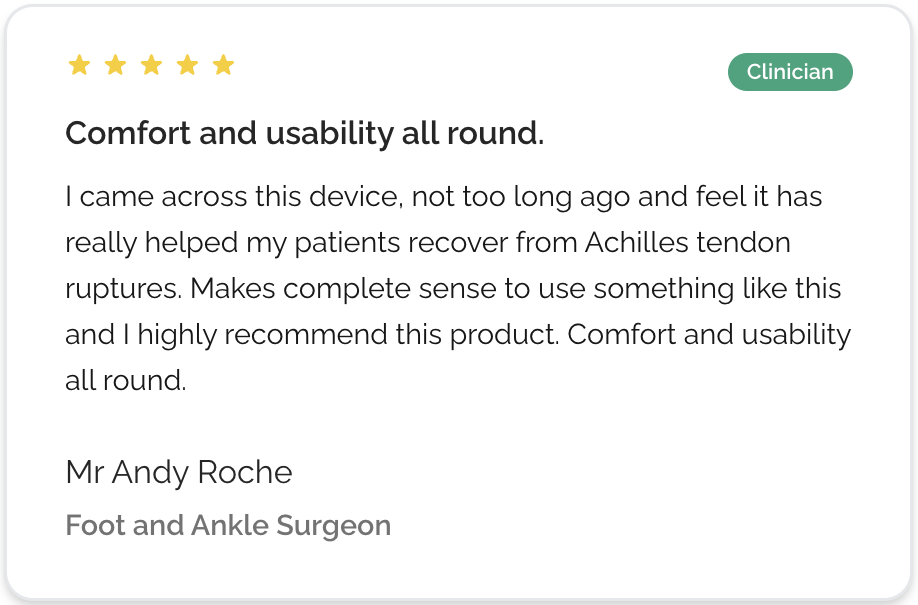 Clinician
Comfort and usability all round.
I came across this device, not too long ago and feel it has
really helped my patients recover from Achilles tendon
ruptures. Makes complete sense to use something like this
and I highly recommend this product. Comfort and usability
all round.
Mr Andy Roche
Foot and Ankle Surgeon